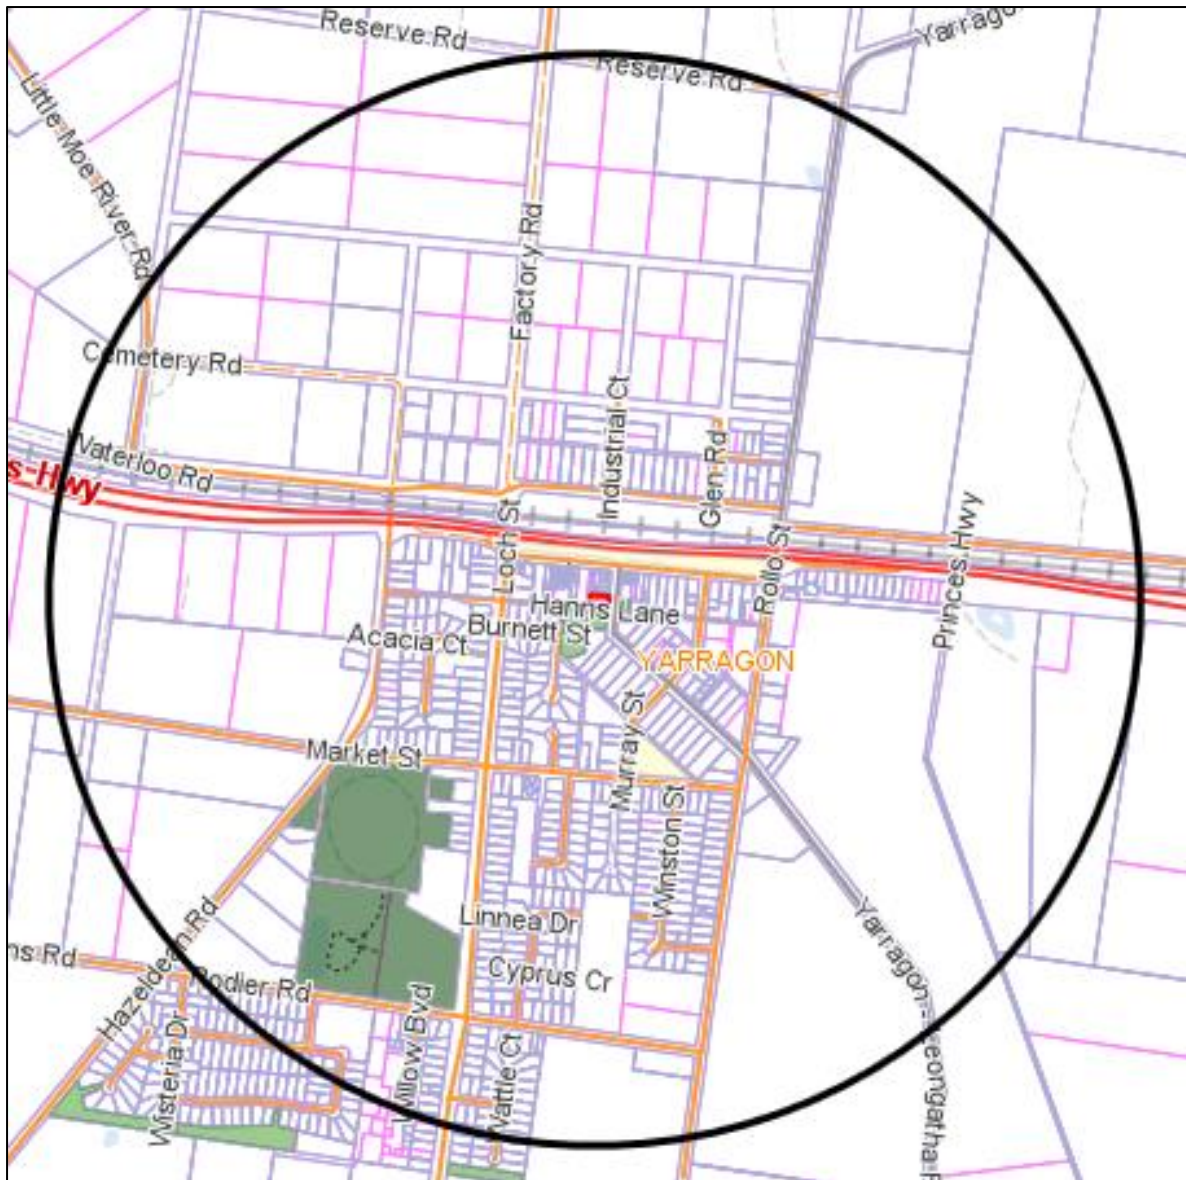 Reserve Rd
Yarragon
Reserve Rd
Little Moe River Rd
Factory Rd
Cemetery Rd
Industrial Ct
Glen Rd
Waterloo Rd
s-Hwy
Loch St
Rollo St
Princes Hwy
Hanns Lane
Burnett St
Acacia Ct
YARRAGON
Murray St
Market St
Winston St
Linnea Dr
Hazeldean Rd
Yarragon - Leongatha R
ns Rd
Dodier Rd
Cyprus Cr
Willow Bvd
Wisteria Dr
Wattle Ct